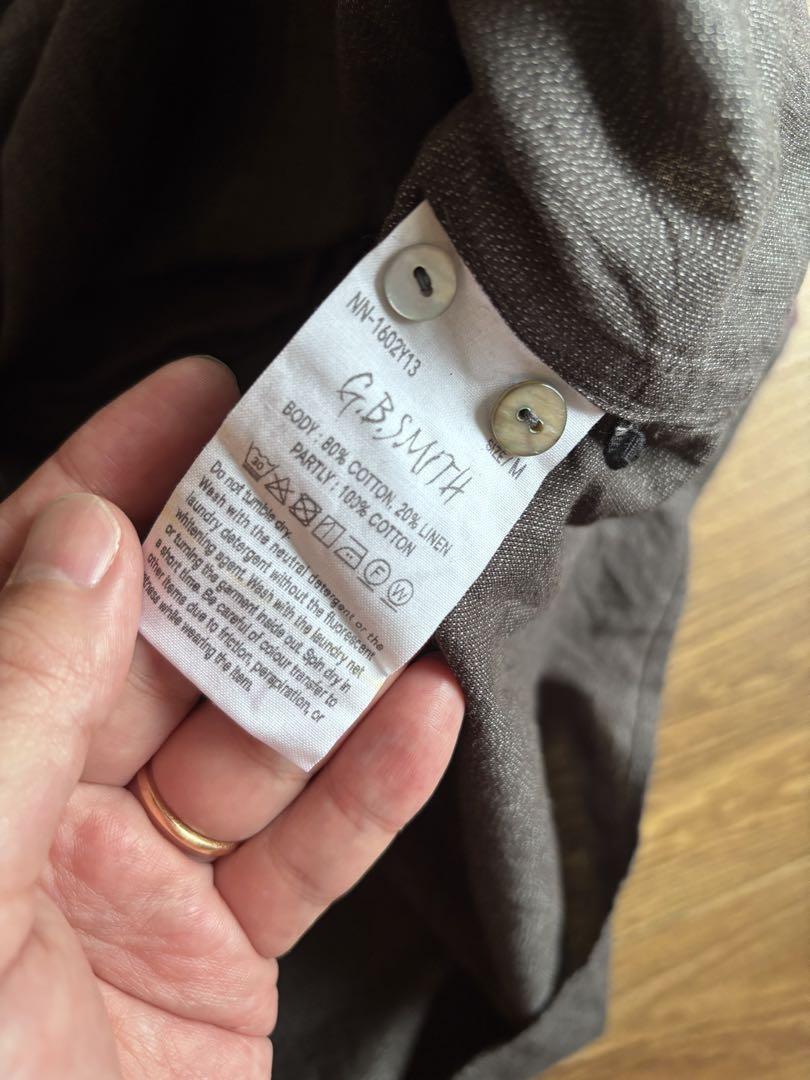 NN-1602Y13
G.B.SMITH
SIZE: M
BODY : 80% COTTON, 20% LINEN
PARTLY : 100% COTTON
30
F
W
Do not tumble dry.
Wash with the neutral detergent or the
laundry detergent without the fluorescent
whitening agent. Wash with the laundry net
or turning the garment inside out. Spin dry in
a short time. Be careful of colour transfer to
other items due to friction, perspiration, or
while wearing the item.